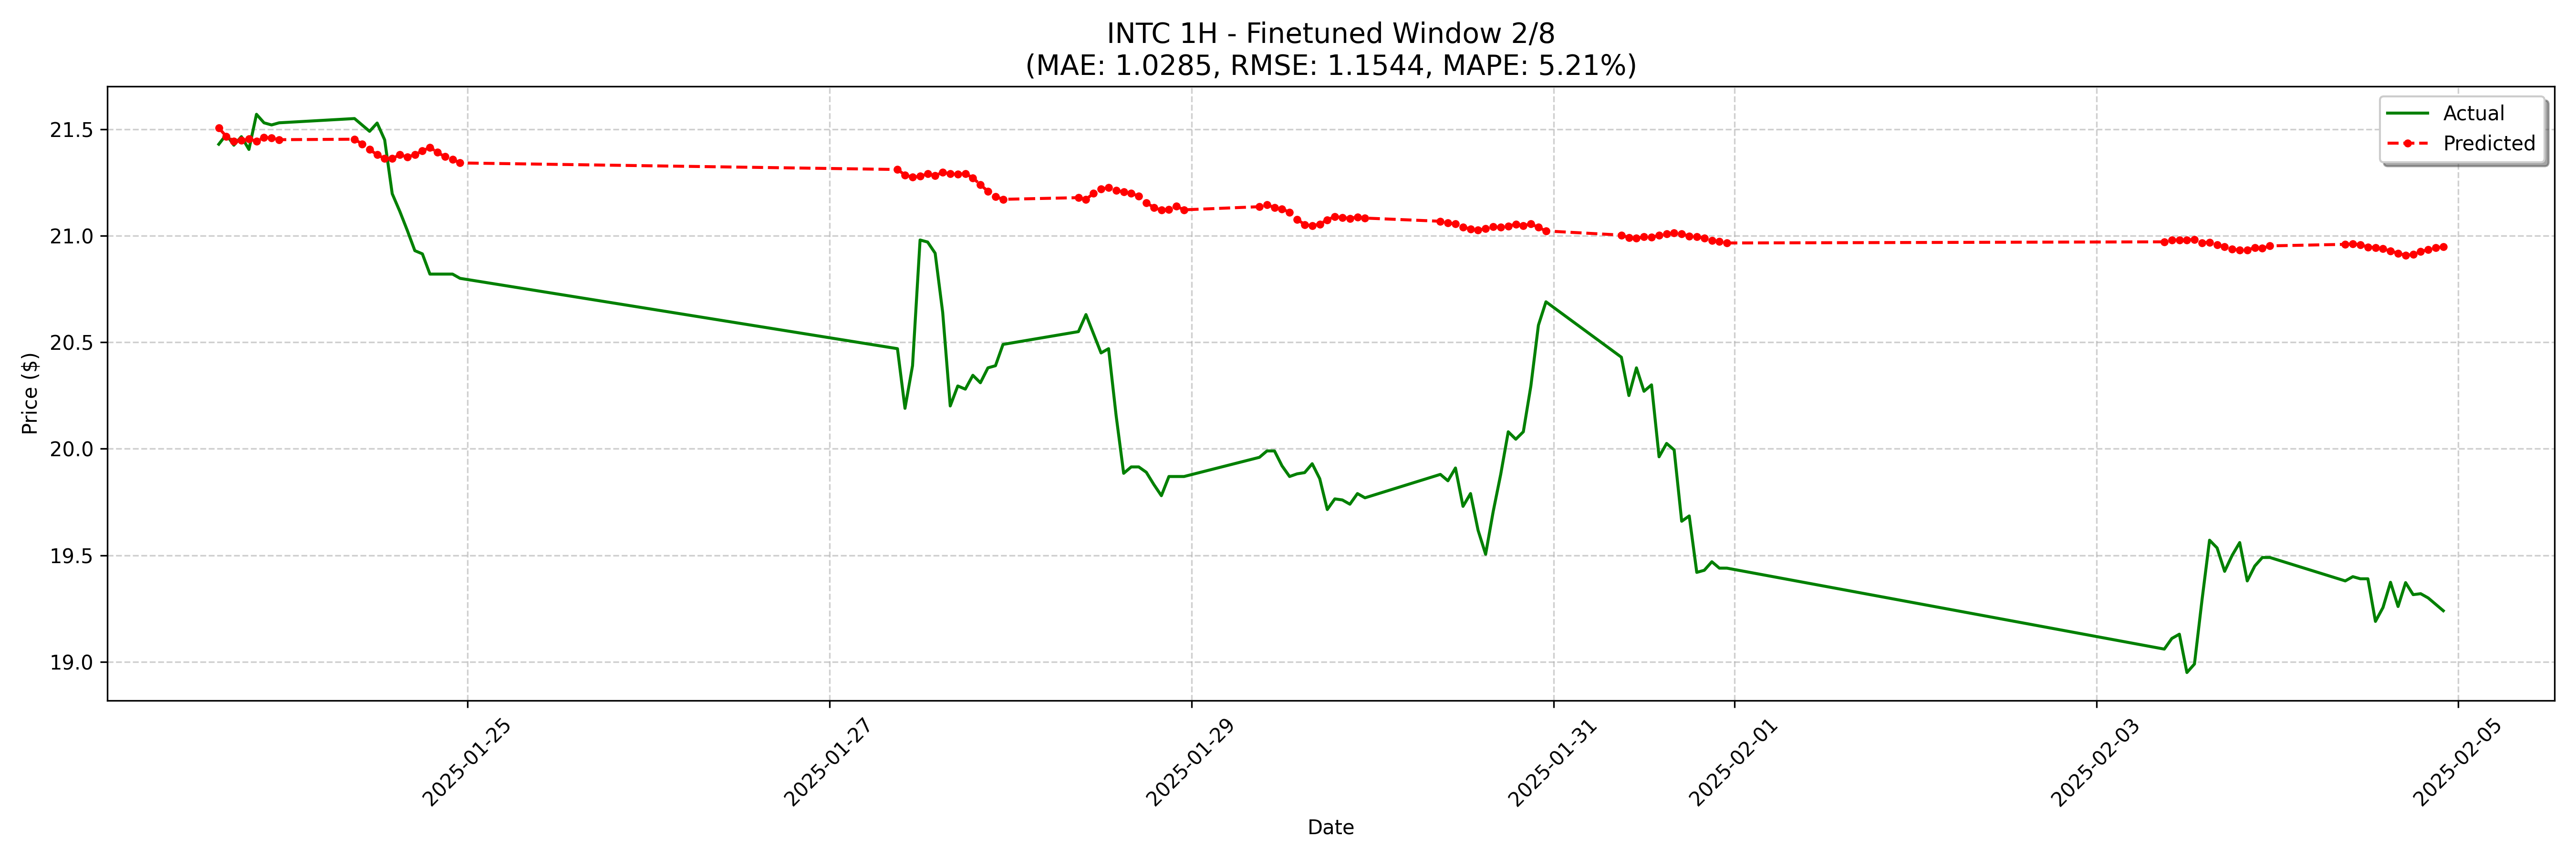 INTC 1H - Finetuned Window 2/8
(MAE: 1.0285, RMSE: 1.1544, MAPE: 5.21%)
Actual
Predicted
Price ($)
21.5
21.0
20.5
20.0
19.5
19.0
2025-01-25
2025-01-27
2025-01-29
2025-01-31
2025-02-01
2025-02-03
2025-02-05
Date